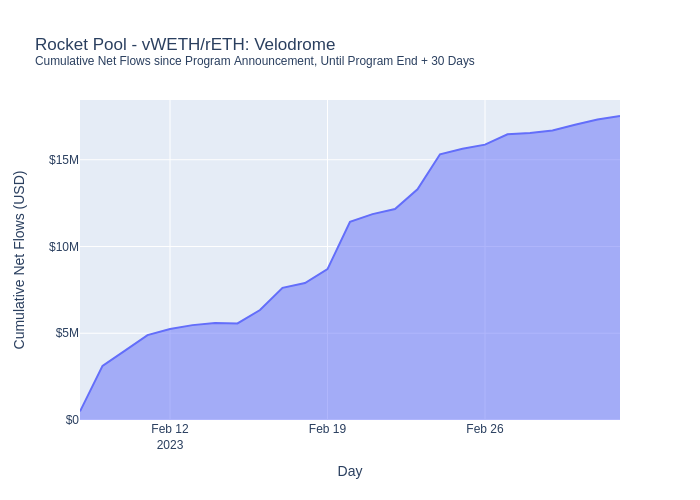 Rocket Pool - vWETH/rETH: Velodrome
Cumulative Net Flows since Program Announcement, Until Program End + 30 Days
Cumulative Net Flows (USD)
$15M
$10M
$5M
$0
Feb 12
2023
Feb 19
Feb 26
Day